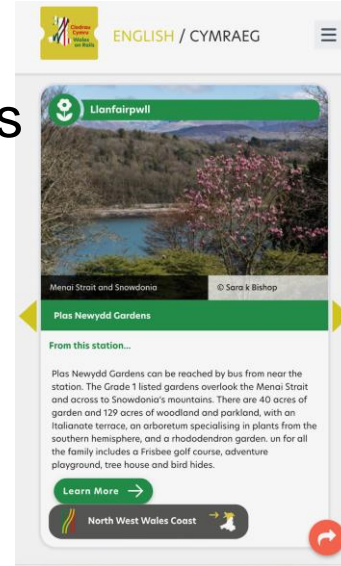 Cledrau
Cymru
Wales
on Rails
ENGLISH / CYMRAEG
s
Llanfairpwll
Menai Strait and Snowdonia
© Sara k Bishop
Plas Newydd Gardens
From this station...
Plas Newydd Gardens can be reached by bus from near the
station. The Grade 1 listed gardens overlook the Menai Strait
and across to Snowdonia's mountains. There are 40 acres of
garden and 129 acres of woodland and parkland, with an
Italianate terrace, an arboretum specialising in plants from the
southern hemisphere, and a rhododendron garden. un for all
the family includes a Frisbee golf course, adventure
playground, tree house and bird hides.
Learn More
North West Wales Coast